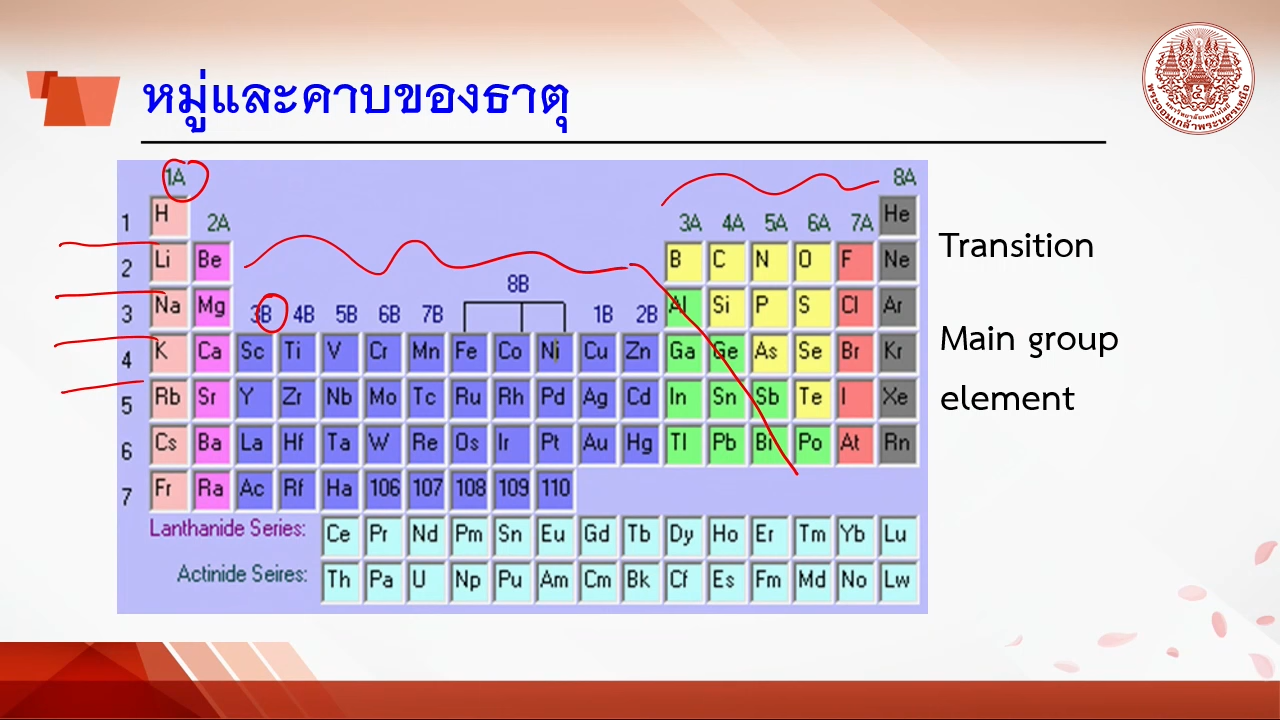 หมู่และคาบของธาตุ
1A 8A
1 H He
2A 3A 4A 5A 6A 7A
2 Li Be B C N O F Ne
8B
3 Na Mg Al Si P S Cl Ar
3B 4B 5B 6B 7B 1B 2B
4 K Ca Sc Ti V Cr Mn Fe Co Ni Cu Zn Ga Ge As Se Br Kr
5 Rb Sr Y Zr Nb Mo Tc Ru Rh Pd Ag Cd In Sn Sb Te I Xe
6 Cs Ba La Hf Ta W Re Os Ir Pt Au Hg Tl Pb Bi Po At Rn
7 Fr Ra Ac Rf Ha 106 107 108 109 110
Lanthanide Series: Ce Pr Nd Pm Sn Eu Gd Tb Dy Ho Er Tm Yb Lu
Actinide Seires: Th Pa U Np Pu Am Cm Bk Cf Es Fm Md No Lw
Transition
Main group
element